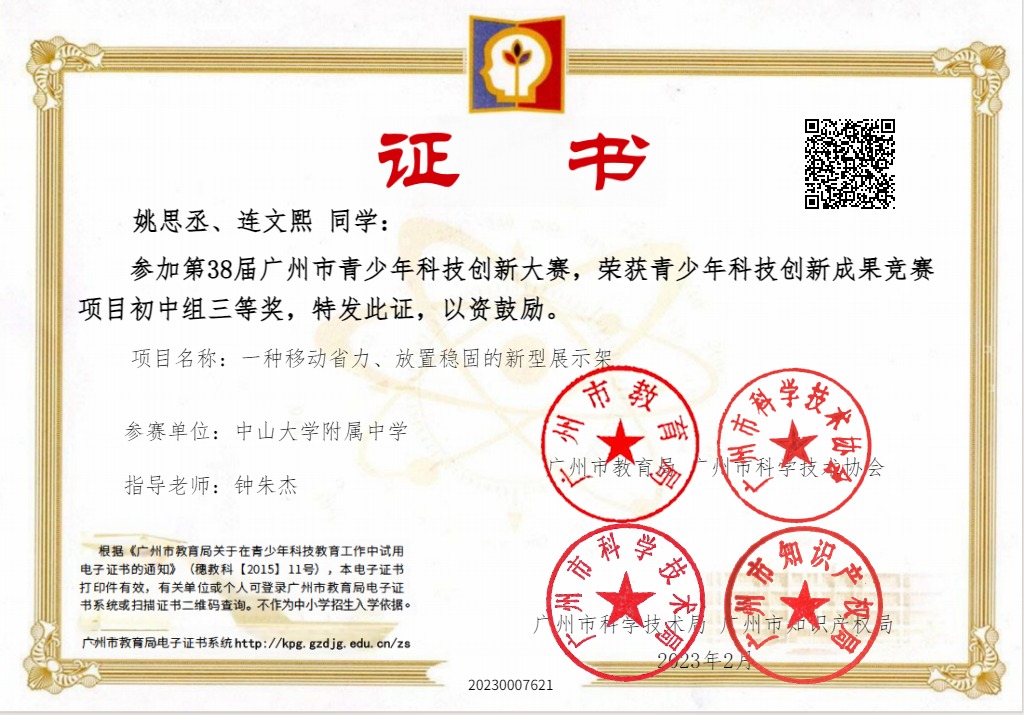 证 书
姚思丞、连文熙 同学：
参加第38届广州市青少年科技创新大赛，荣获青少年科技创新成果竞赛
项目初中组三等奖，特发此证，以资鼓励。
项目名称：一种移动省力、放置稳固的新型展示架
参赛单位：中山大学附属中学
指导老师：钟朱杰
广州市教育局
广州市科学技术协会
广州市教育局 广州市科学技术协会
根据《广州市教育局关于在青少年科技教育工作中试用
电子证书的通知》（穗教科【2015】11号），本电子证书
打印件有效，有关单位或个人可登录广州市教育局电子证
书系统或扫描证书二维码查询。不作为中小学招生入学依据。
广州市教育局电子证书系统http://kpg.gzdjg.edu.cn/zs
广州市科学技术局
广州市知识产权局
广州市科学技术局 广州市知识产权局
2023年2月
20230007621